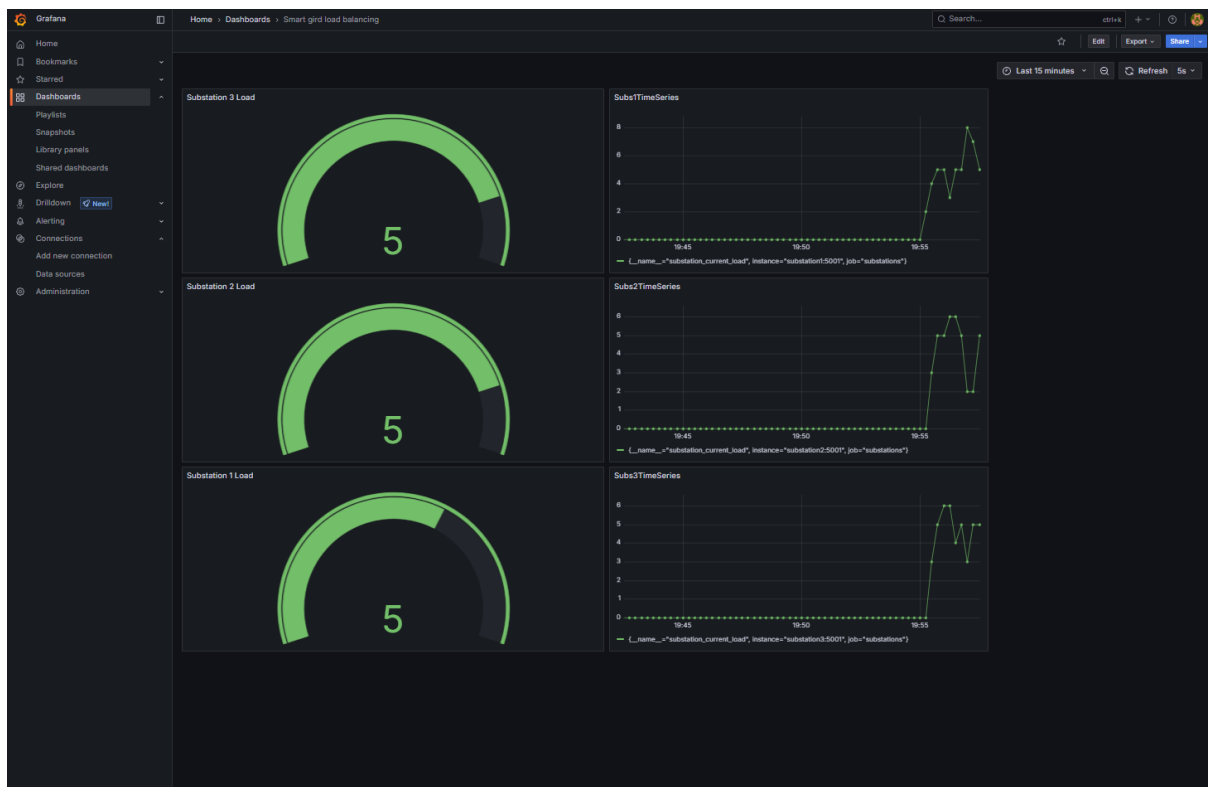 Grafana
Home › Dashboards › Smart gird load balancing
Search...
ctrl+k
Home
Bookmarks
Starred
Dashboards
Playlists
Snapshots
Library panels
Shared dashboards
Explore
Drilldown New!
Alerting
Connections
Add new connection
Data sources
Administration
Edit
Export
Share
Last 15 minutes
Refresh 5s
Substation 3 Load
5
Subs1TimeSeries
8
6
4
2
0
19:45 19:50 19:55
{__name__="substation_current_load", instance="substation1:5001", job="substations"}
Substation 2 Load
5
Subs2TimeSeries
6
5
4
3
2
1
0
19:45 19:50 19:55
{__name__="substation_current_load", instance="substation2:5001", job="substations"}
Substation 1 Load
5
Subs3TimeSeries
6
5
4
3
2
1
0
19:45 19:50 19:55
{__name__="substation_current_load", instance="substation3:5001", job="substations"}